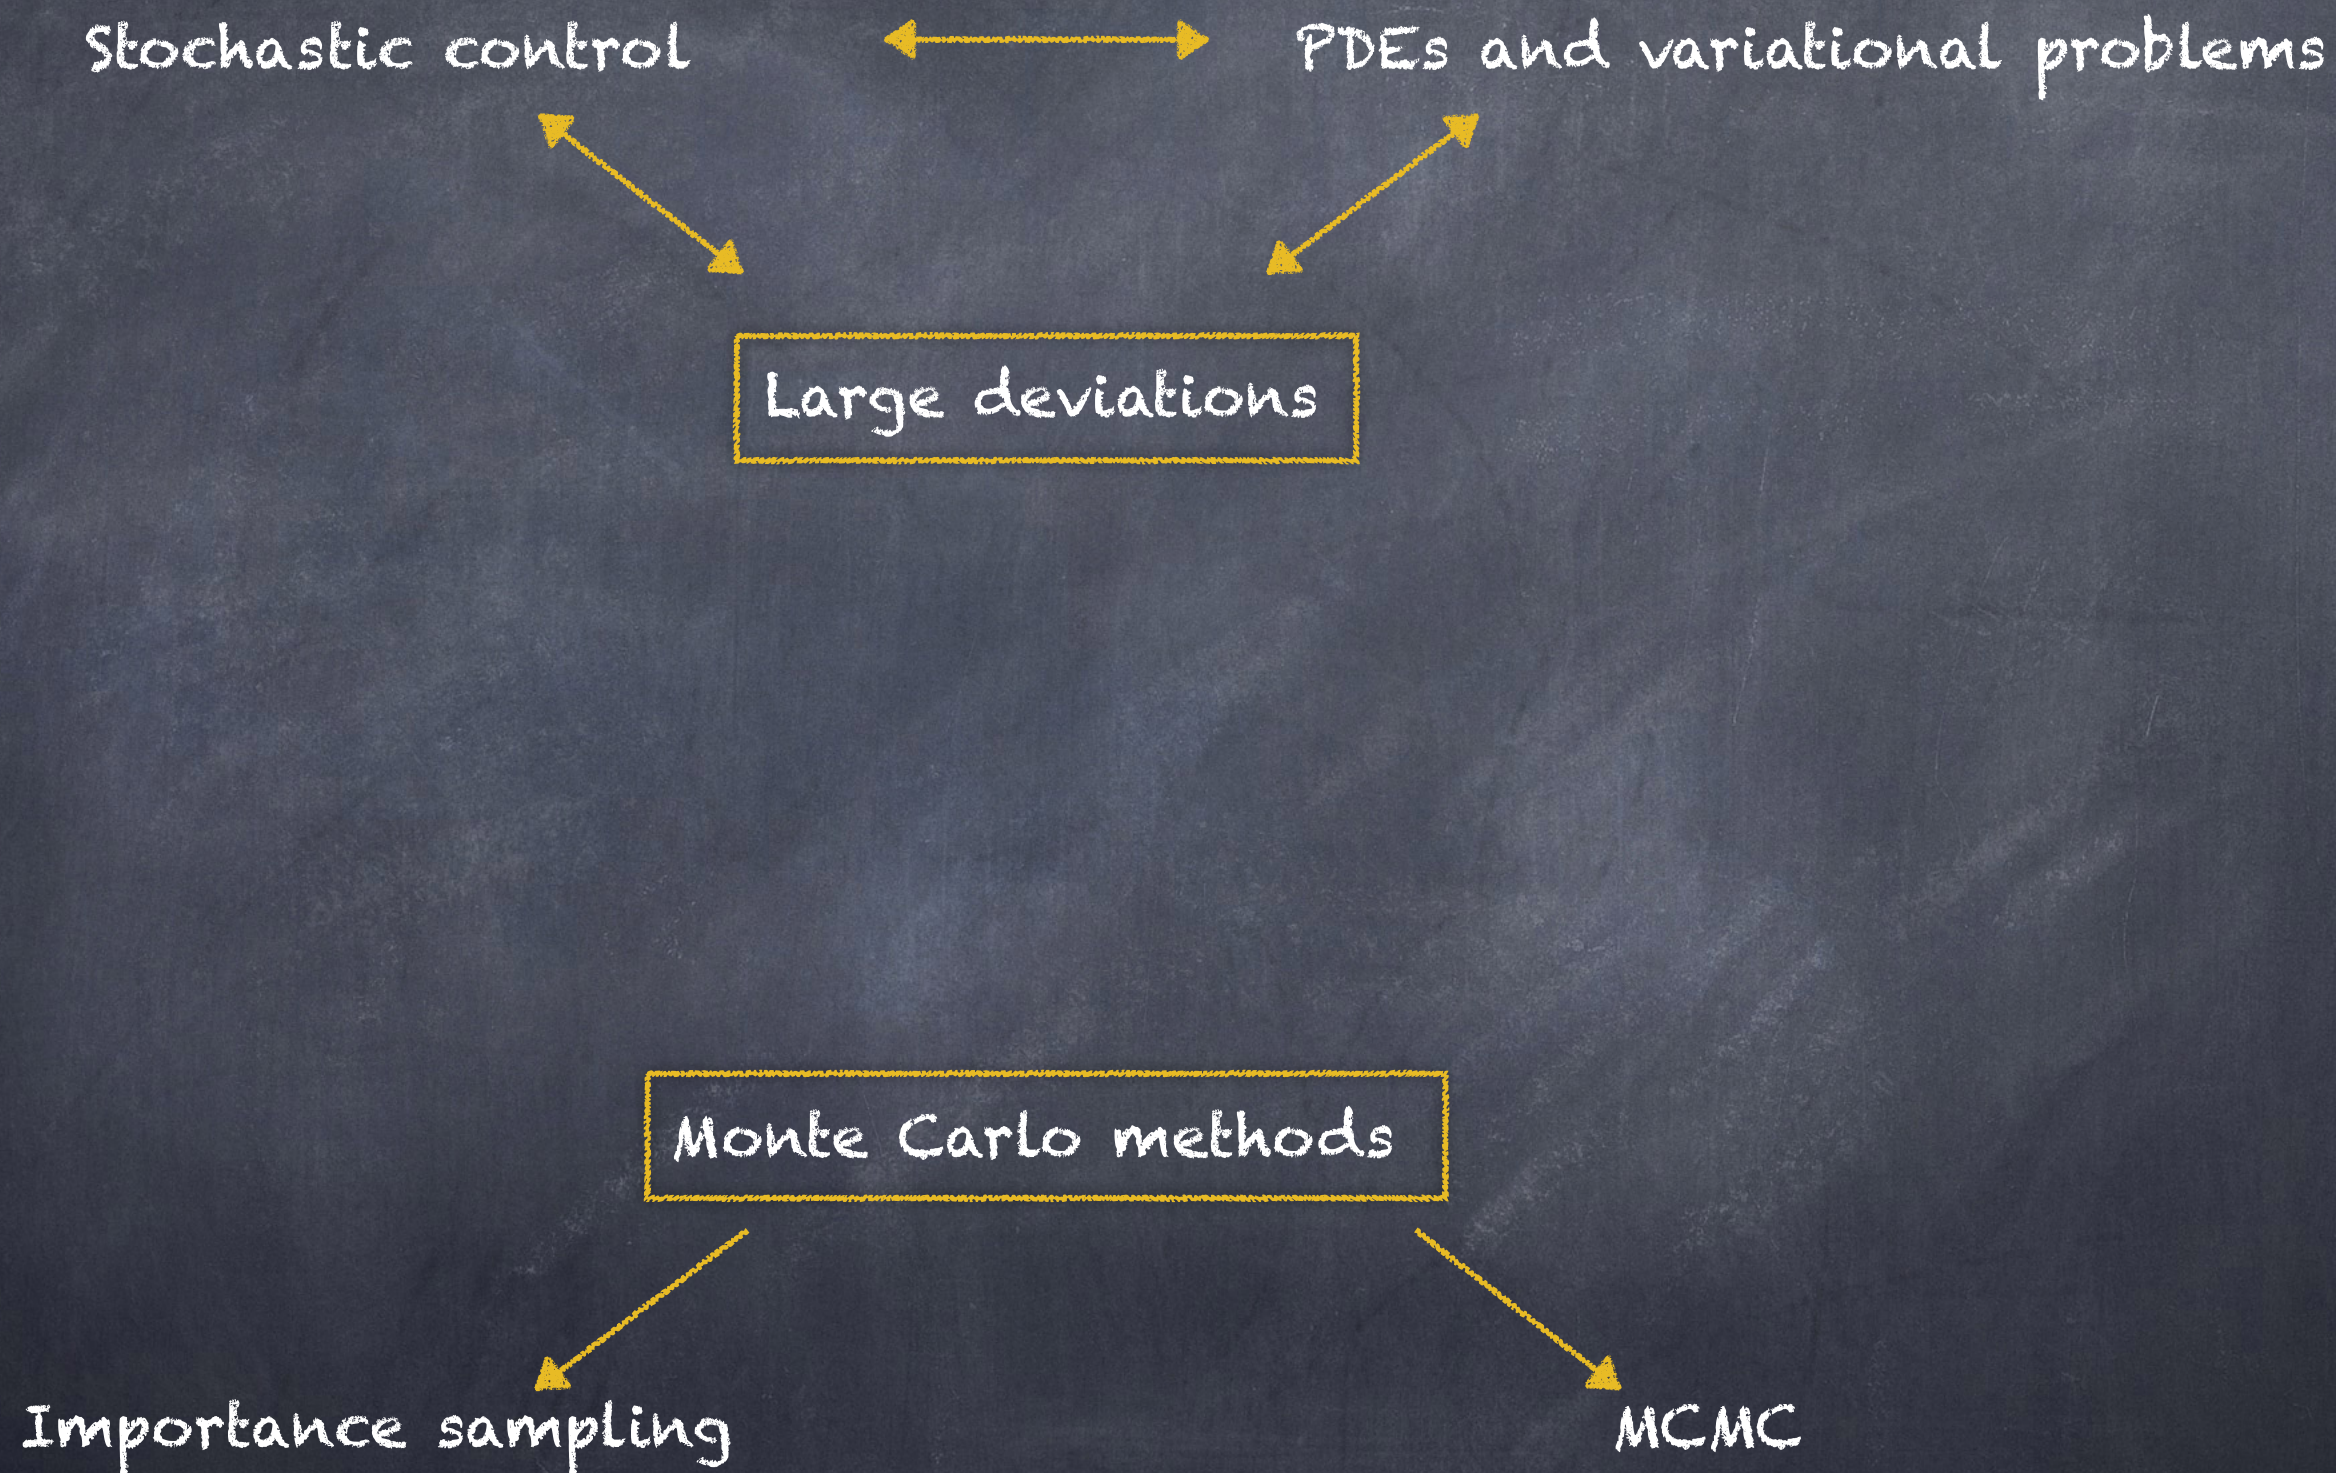 Stochastic control
PDEs and variational problems
Large deviations
Monte Carlo methods
Importance sampling
MCMC